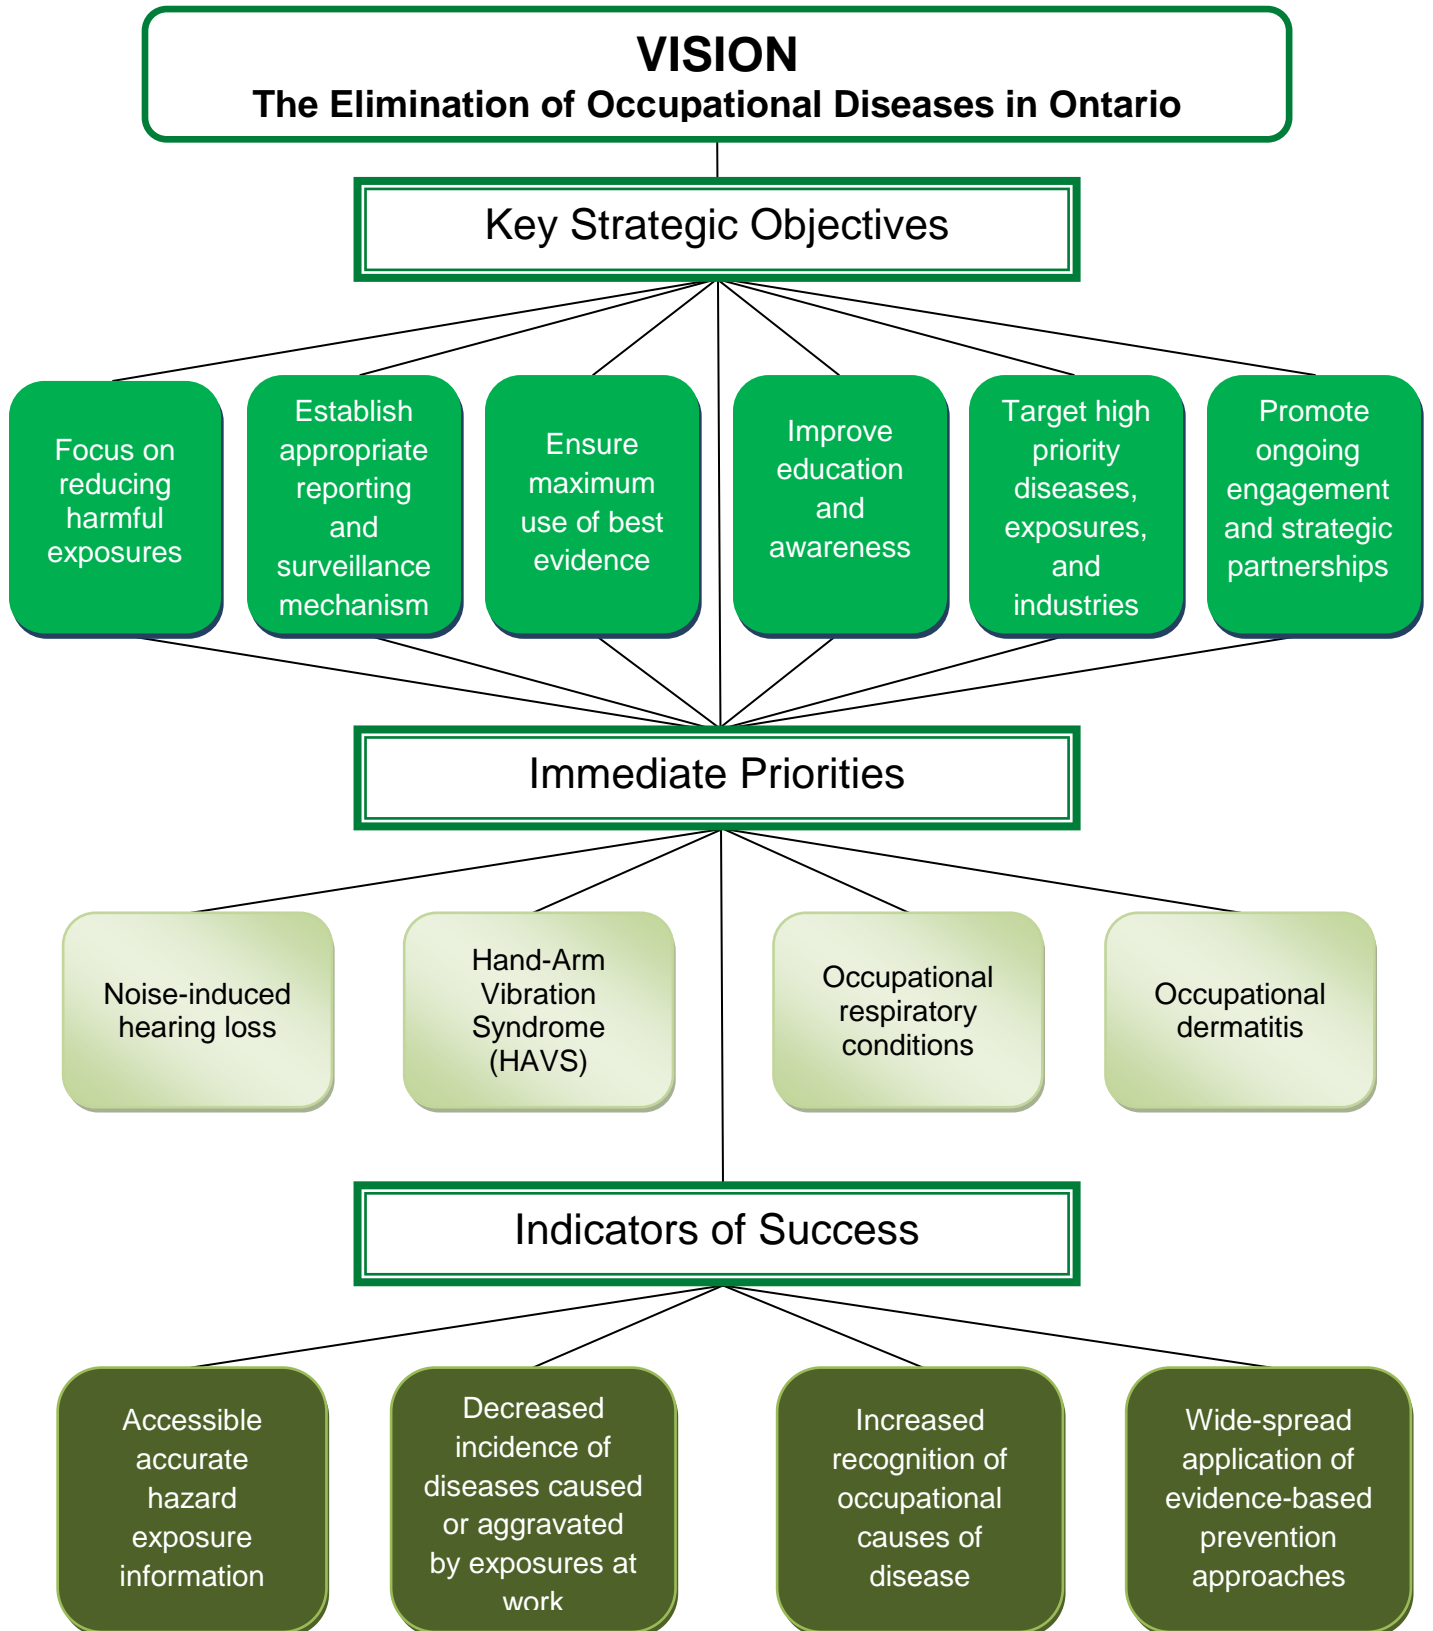 VISION
The Elimination of Occupational Diseases in Ontario
Key Strategic Objectives
Focus on
reducing
harmful
exposures
Establish
appropriate
reporting
and
surveillance
mechanism
Ensure
maximum
use of best
evidence
Improve
education
and
awareness
Target high
priority
diseases,
exposures,
and
industries
Promote
ongoing
engagement
and strategic
partnerships
Immediate Priorities
Noise-induced
hearing loss
Hand-Arm
Vibration
Syndrome
(HAVS)
Occupational
respiratory
conditions
Occupational
dermatitis
Indicators of Success
Accessible
accurate
hazard
exposure
information
Decreased
incidence of
diseases caused
or aggravated
by exposures at
work
Increased
recognition of
occupational
causes of
disease
Wide-spread
application of
evidence-based
prevention
approaches